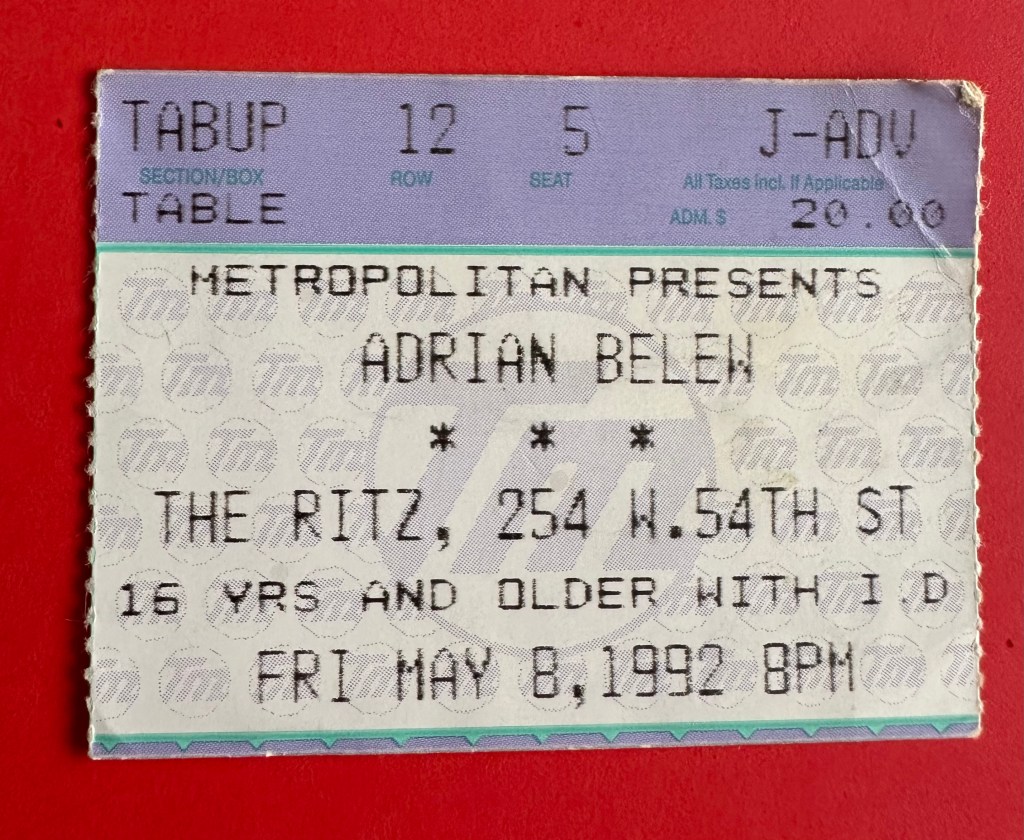 TABUP 12 5 J-ADV
SECTION/BOX ROW SEAT All Taxes Incl. If Applicable
TABLE ADM. $ 20.00
METROPOLITAN PRESENTS
ADRIAN BELEW
* * *
THE RITZ, 254 W.54TH ST
16 YRS AND OLDER WITH I.D
FRI MAY 8,1992 8PM